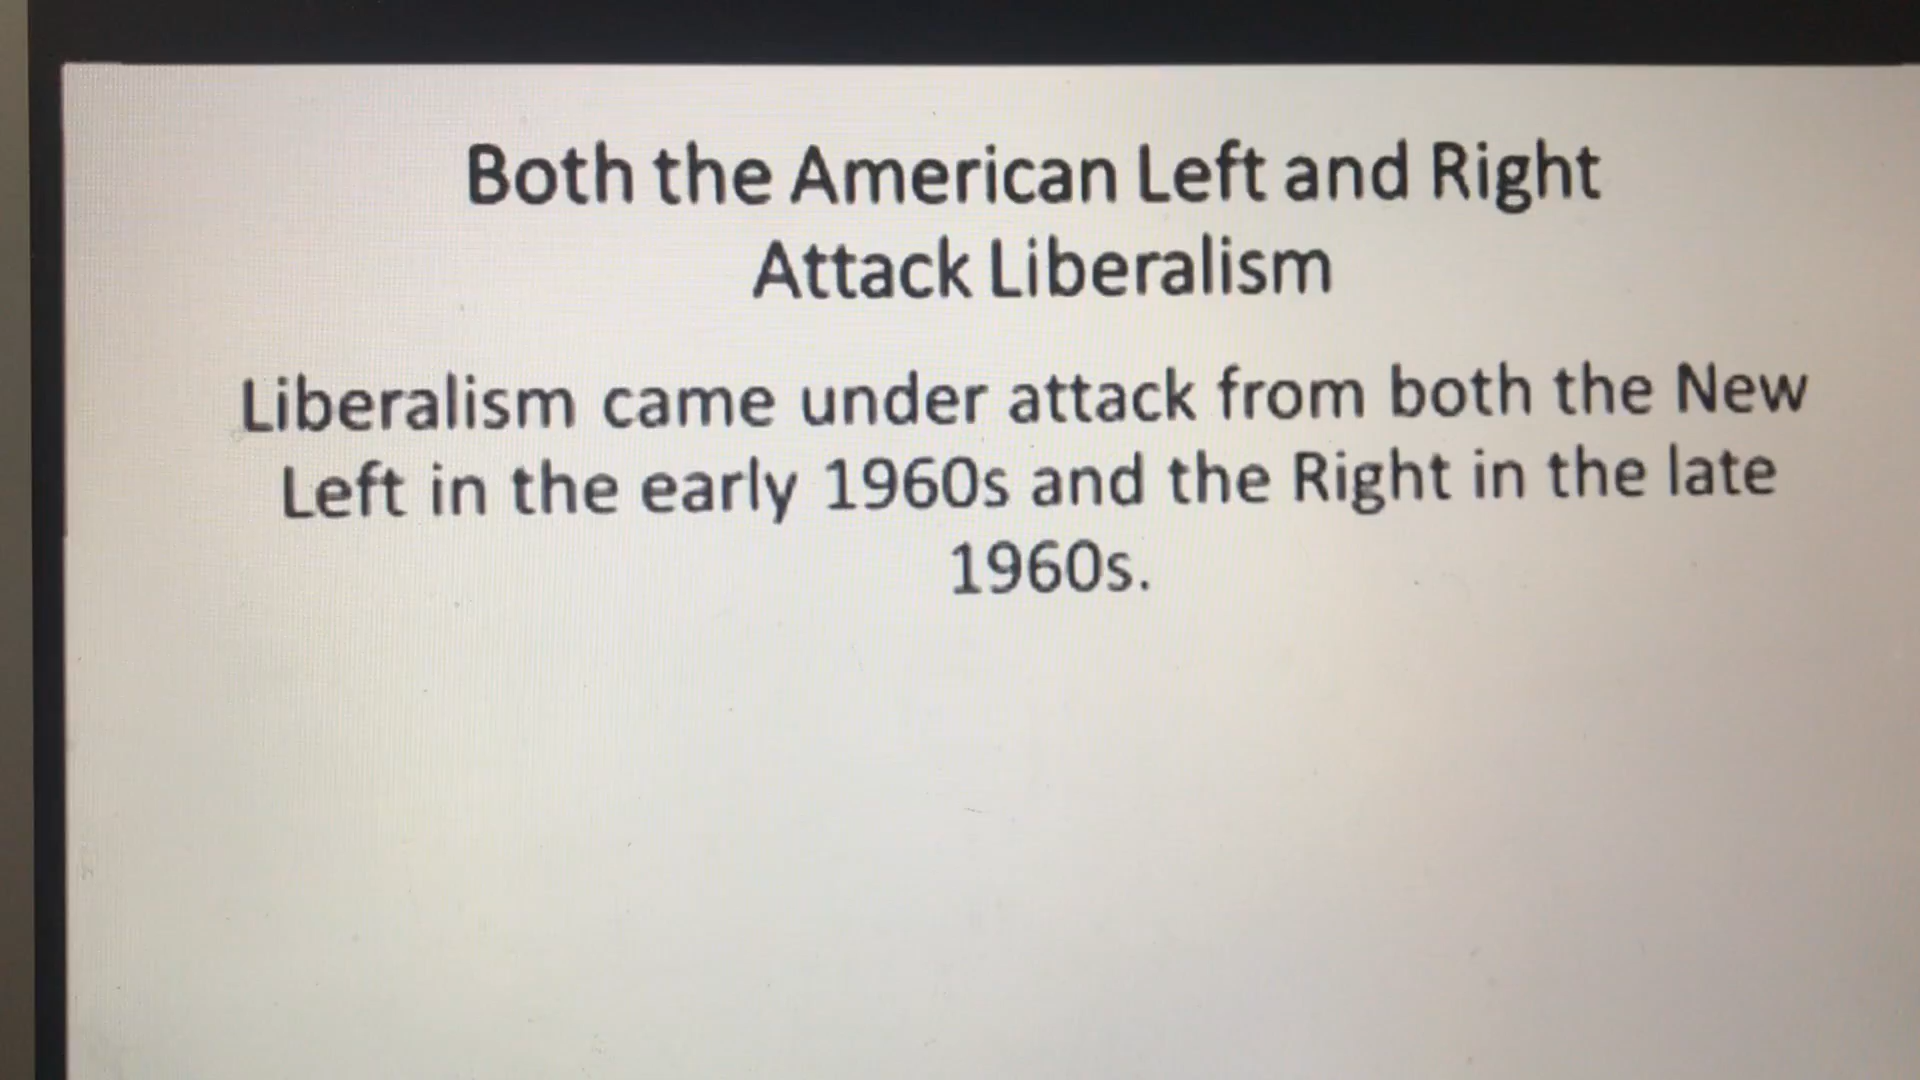 Both the American Left and Right
Attack Liberalism
Liberalism came under attack from both the New
Left in the early 1960s and the Right in the late
1960s.